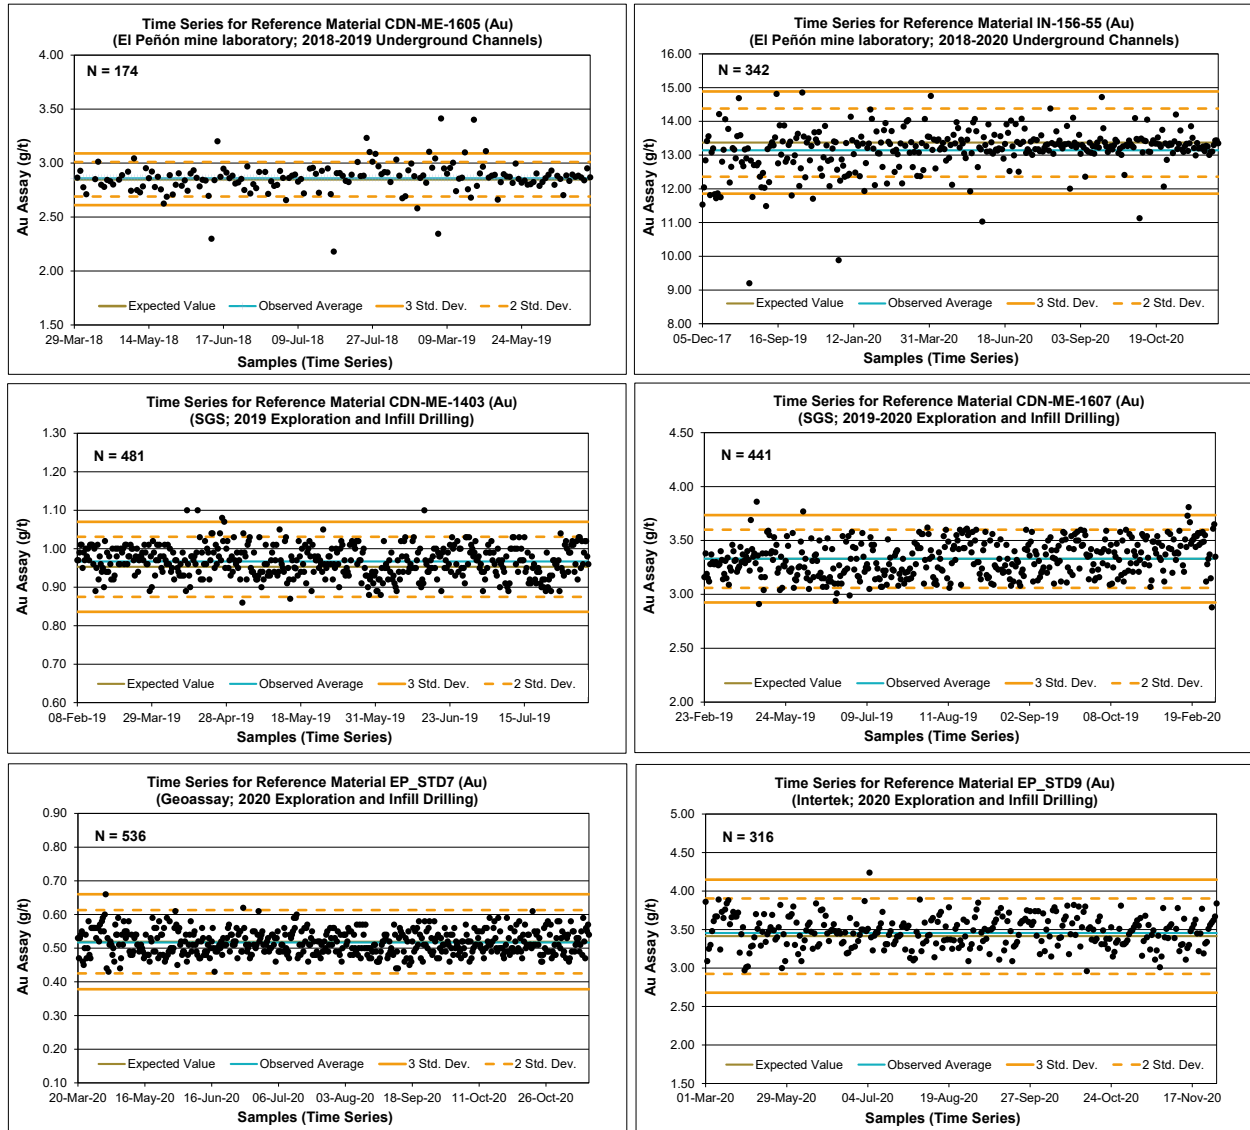 Time Series for Reference Material CDN-ME-1605 (Au)
(El Peñón mine laboratory; 2018-2019 Underground Channels)
N = 174
Au Assay (g/t)
4.00
3.50
3.00
2.50
2.00
1.50
Expected Value Observed Average 3 Std. Dev. 2 Std. Dev.
29-Mar-18 14-May-18 17-Jun-18 09-Jul-18 27-Jul-18 09-Mar-19 24-May-19
Samples (Time Series)
Time Series for Reference Material IN-156-55 (Au)
(El Peñón mine laboratory; 2018-2020 Underground Channels)
N = 342
Au Assay (g/t)
16.00
15.00
14.00
13.00
12.00
11.00
10.00
9.00
8.00
Expected Value Observed Average 3 Std. Dev. 2 Std. Dev.
05-Dec-17 16-Sep-19 12-Jan-20 31-Mar-20 18-Jun-20 03-Sep-20 19-Oct-20
Samples (Time Series)
Time Series for Reference Material CDN-ME-1403 (Au)
(SGS; 2019 Exploration and Infill Drilling)
N = 481
Au Assay (g/t)
1.30
1.20
1.10
1.00
0.90
0.80
0.70
0.60
Expected Value Observed Average 3 Std. Dev. 2 Std. Dev.
08-Feb-19 29-Mar-19 28-Apr-19 18-May-19 31-May-19 23-Jun-19 15-Jul-19
Samples (Time Series)
Time Series for Reference Material CDN-ME-1607 (Au)
(SGS; 2019-2020 Exploration and Infill Drilling)
N = 441
Au Assay (g/t)
4.50
4.00
3.50
3.00
2.50
2.00
Expected Value Observed Average 3 Std. Dev. 2 Std. Dev.
23-Feb-19 24-May-19 09-Jul-19 11-Aug-19 02-Sep-19 08-Oct-19 19-Feb-20
Samples (Time Series)
Time Series for Reference Material EP_STD7 (Au)
(Geoassay; 2020 Exploration and Infill Drilling)
N = 536
Au Assay (g/t)
0.90
0.80
0.70
0.60
0.50
0.40
0.30
0.20
0.10
Expected Value Observed Average 3 Std. Dev. 2 Std. Dev.
20-Mar-20 16-May-20 16-Jun-20 06-Jul-20 03-Aug-20 18-Sep-20 11-Oct-20 26-Oct-20
Samples (Time Series)
Time Series for Reference Material EP_STD9 (Au)
(Intertek; 2020 Exploration and Infill Drilling)
N = 316
Au Assay (g/t)
5.00
4.50
4.00
3.50
3.00
2.50
2.00
1.50
Expected Value Observed Average 3 Std. Dev. 2 Std. Dev.
01-Mar-20 29-May-20 04-Jul-20 19-Aug-20 27-Sep-20 24-Oct-20 17-Nov-20
Samples (Time Series)